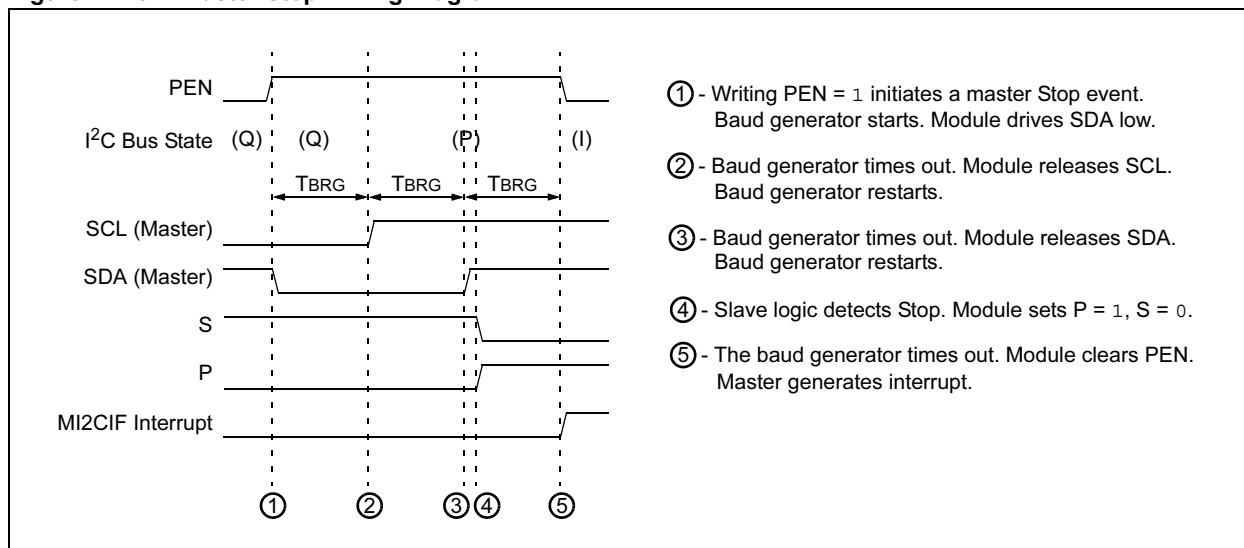 PEN
I²C Bus State (Q) (Q) (P) (I)
TBRG TBRG TBRG
SCL (Master)
SDA (Master)
S
P
MI2CIF Interrupt
1 2 3 4 5
1 - Writing PEN = 1 initiates a master Stop event.
Baud generator starts. Module drives SDA low.
2 - Baud generator times out. Module releases SCL.
Baud generator restarts.
3 - Baud generator times out. Module releases SDA.
Baud generator restarts.
4 - Slave logic detects Stop. Module sets P = 1, S = 0.
5 - The baud generator times out. Module clears PEN.
Master generates interrupt.